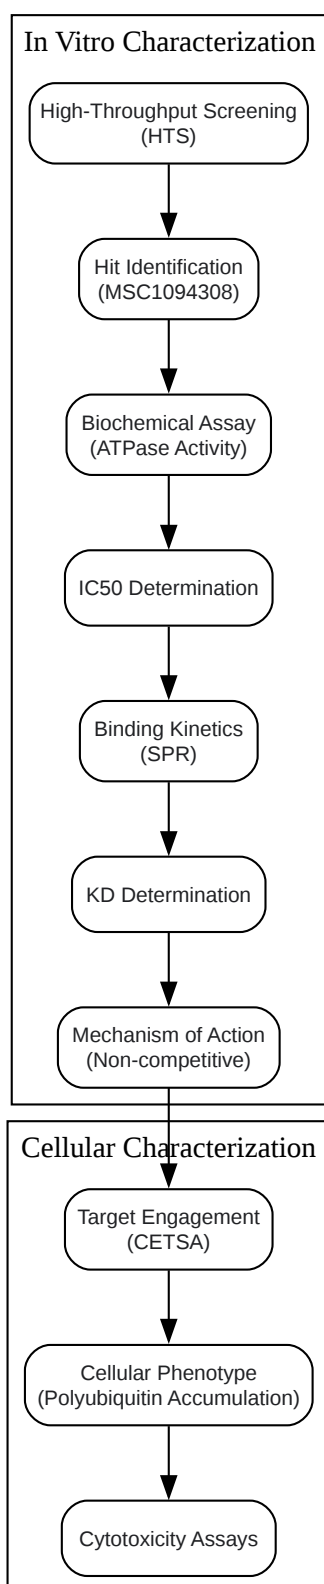 In Vitro Characterization
High-Throughput Screening
(HTS)
Hit Identification
(MSC1094308)
Biochemical Assay
(ATPase Activity)
IC50 Determination
Binding Kinetics
(SPR)
KD Determination
Mechanism of Action
(Non-competitive)
Cellular Characterization
Target Engagement
(CETSA)
Cellular Phenotype
(Polyubiquitin Accumulation)
Cytotoxicity Assays